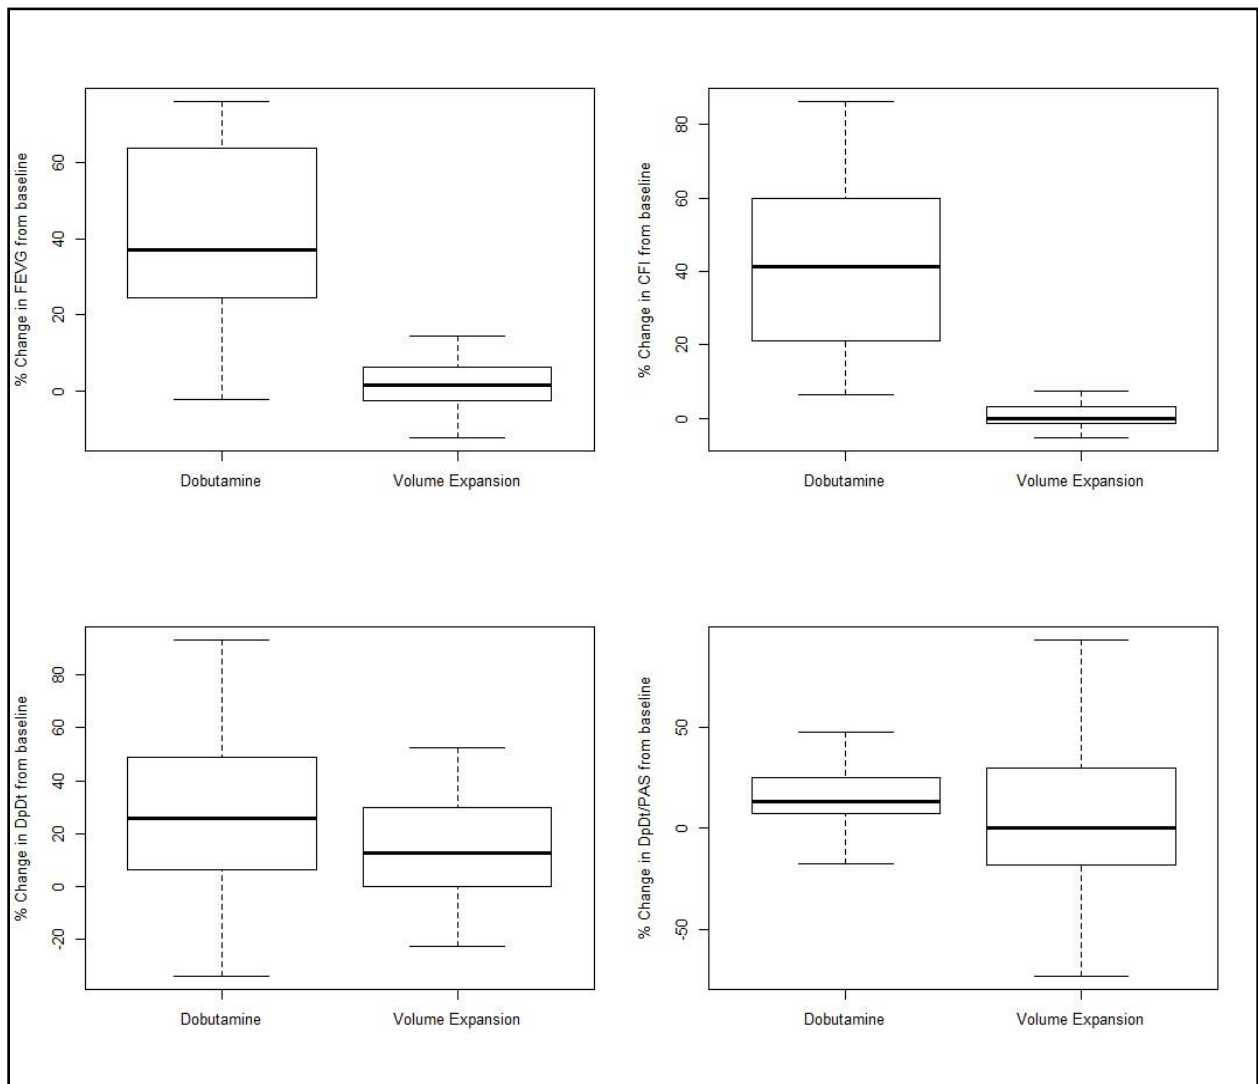 % Change in FEVG from baseline
60
40
20
0
Dobutamine
Volume Expansion
% Change in CFI from baseline
80
60
40
20
0
Dobutamine
Volume Expansion
% Change in DpDt from baseline
80
60
40
20
0
-20
Dobutamine
Volume Expansion
% Change in DpDt/PAS from baseline
50
0
-50
Dobutamine
Volume Expansion